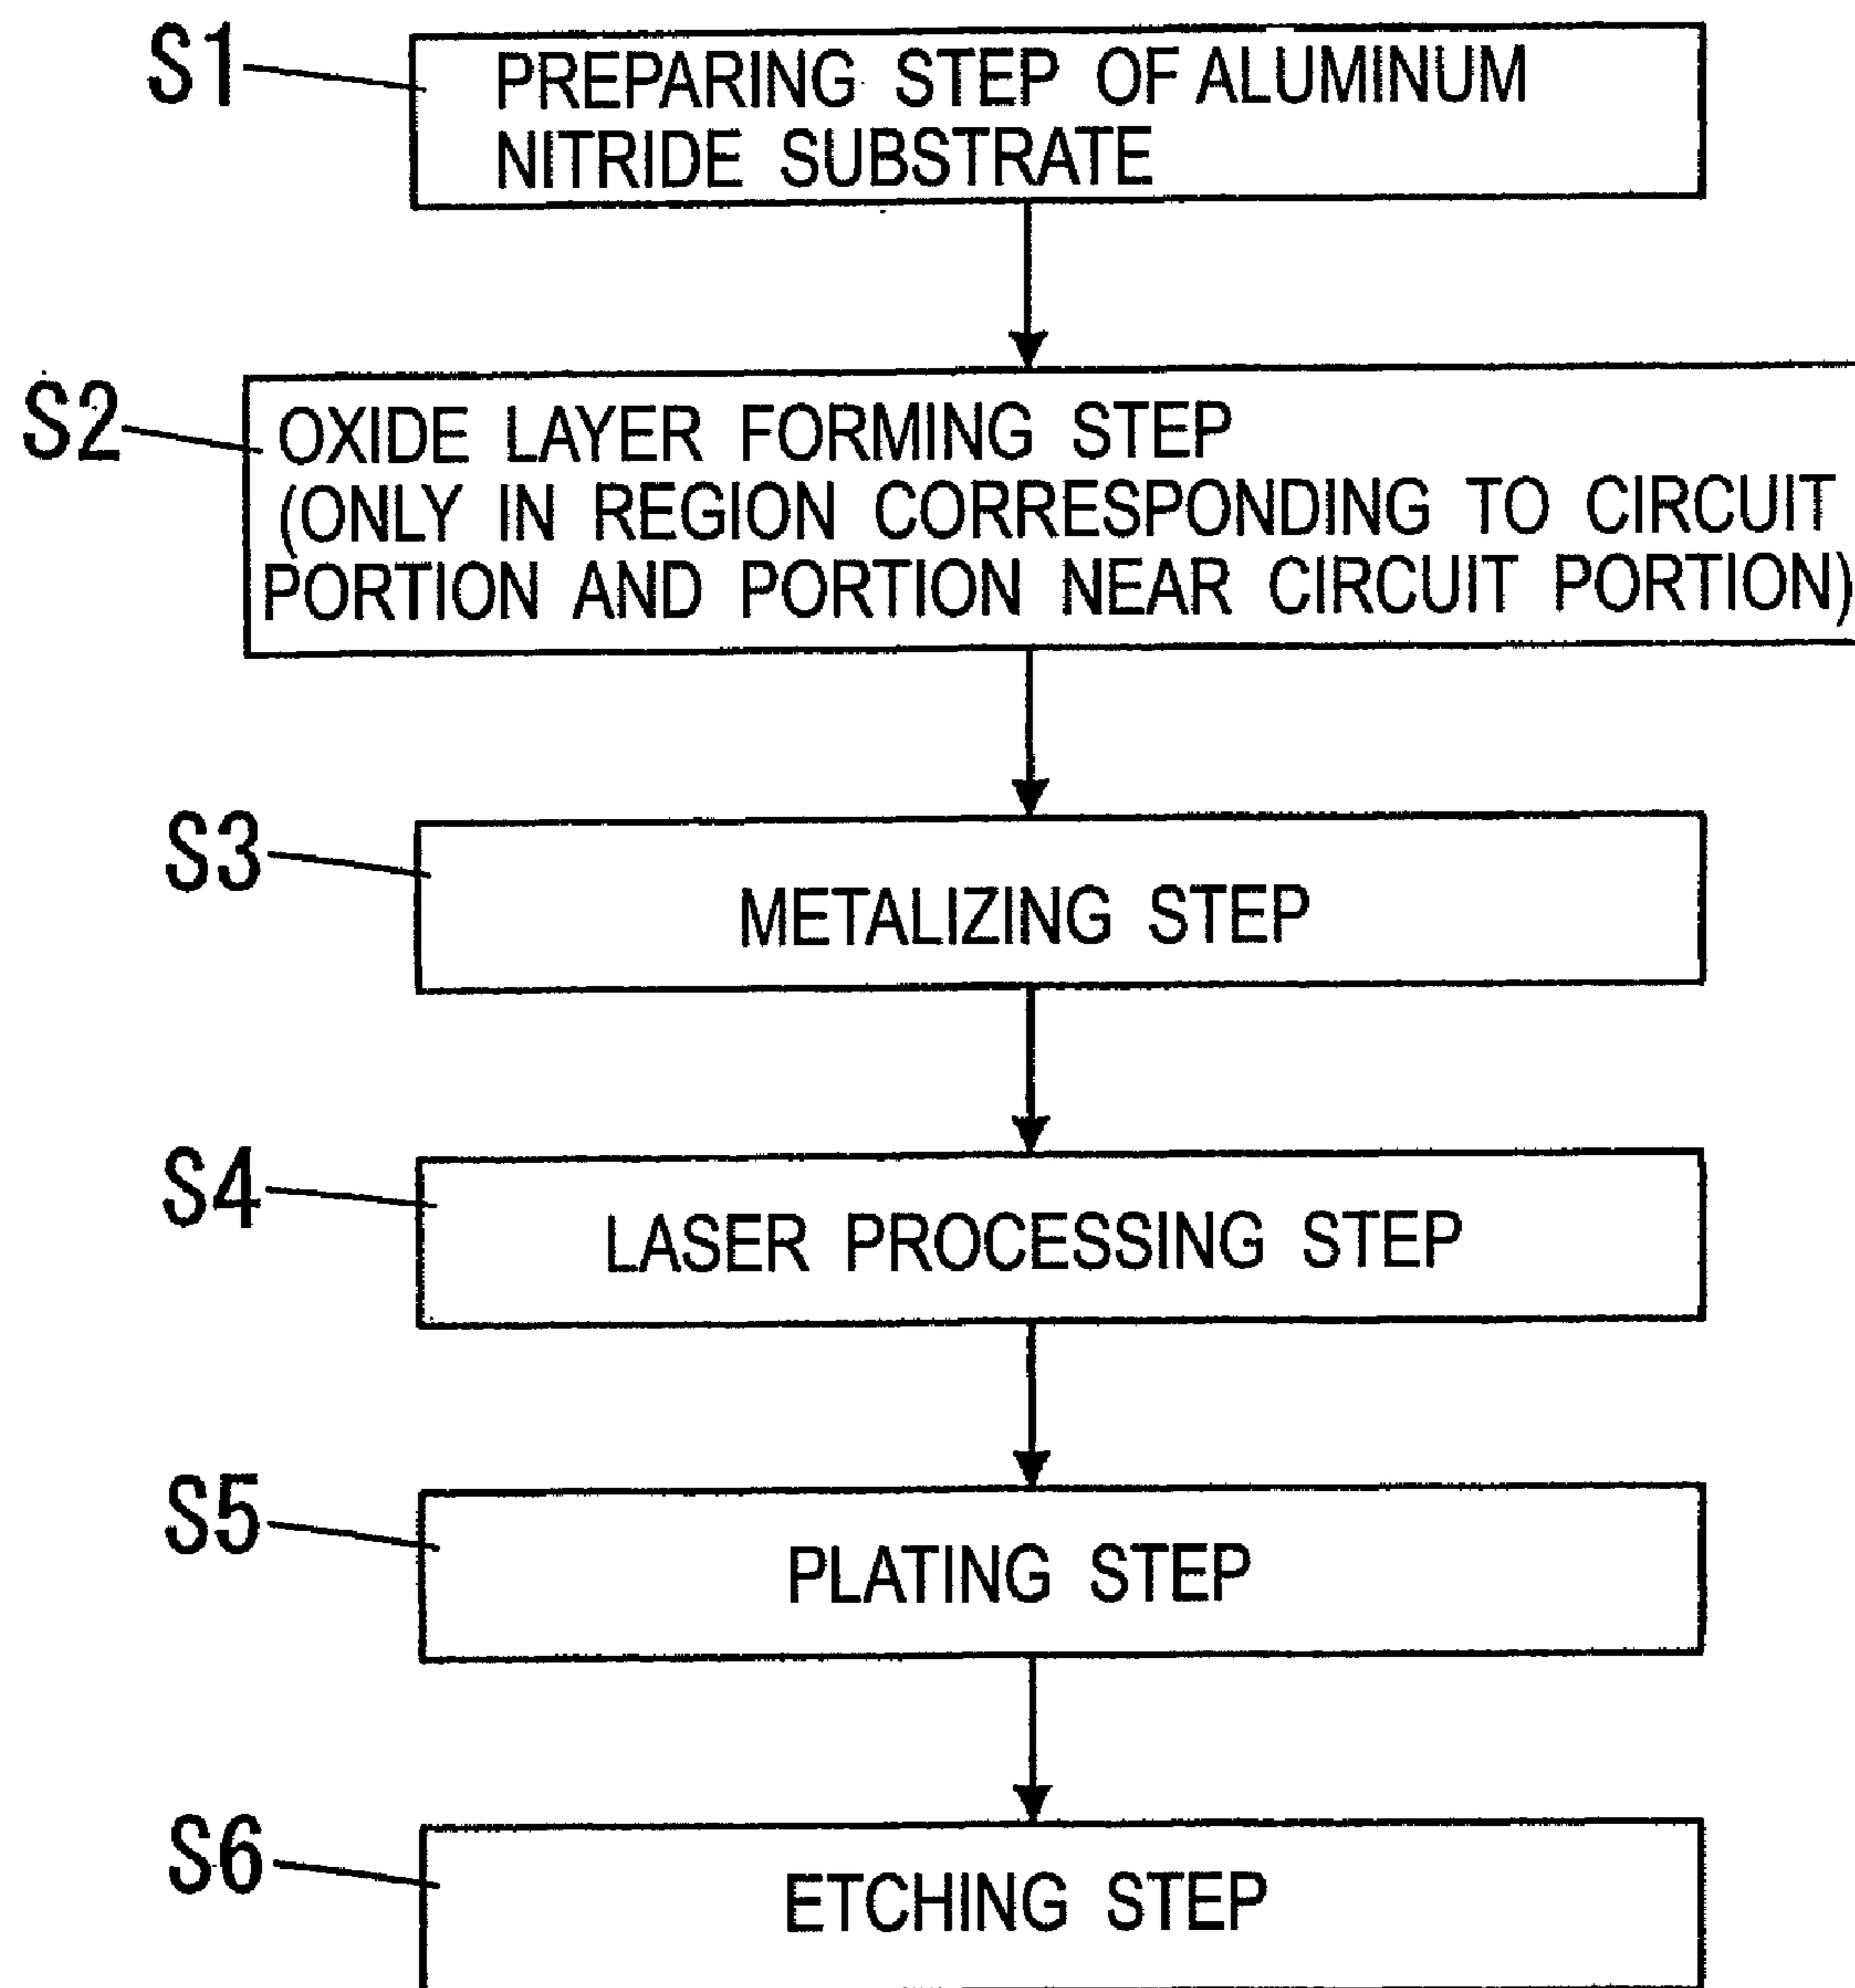 S1
PREPARING STEP OF ALUMINUM
NITRIDE SUBSTRATE
S2
OXIDE LAYER FORMING STEP
(ONLY IN REGION CORRESPONDING TO CIRCUIT
PORTION AND PORTION NEAR CIRCUIT PORTION)
S3
METALIZING STEP
S4
LASER PROCESSING STEP
S5
PLATING STEP
S6
ETCHING STEP